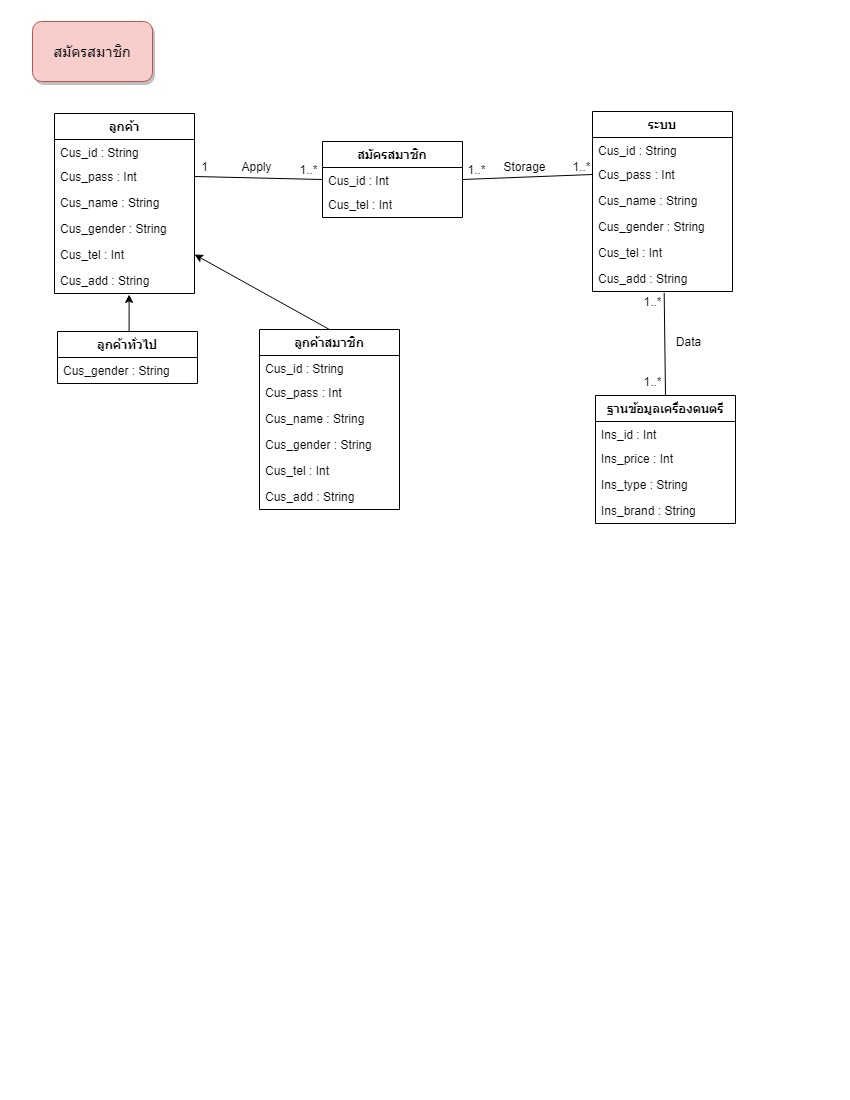 สมัครสมาชิก
ลูกค้า
Cus_id : String
Cus_pass : Int
Cus_name : String
Cus_gender : String
Cus_tel : Int
Cus_add : String
1
Apply
1..*
สมัครสมาชิก
Cus_id : Int
Cus_tel : Int
1..*
Storage
1..*
ระบบ
Cus_id : String
Cus_pass : Int
Cus_name : String
Cus_gender : String
Cus_tel : Int
Cus_add : String
ลูกค้าทั่วไป
Cus_gender : String
ลูกค้าสมาชิก
Cus_id : String
Cus_pass : Int
Cus_name : String
Cus_gender : String
Cus_tel : Int
Cus_add : String
1..*
Data
1..*
ฐานข้อมูลเครื่องดนตรี
Ins_id : Int
Ins_price : Int
Ins_type : String
Ins_brand : String